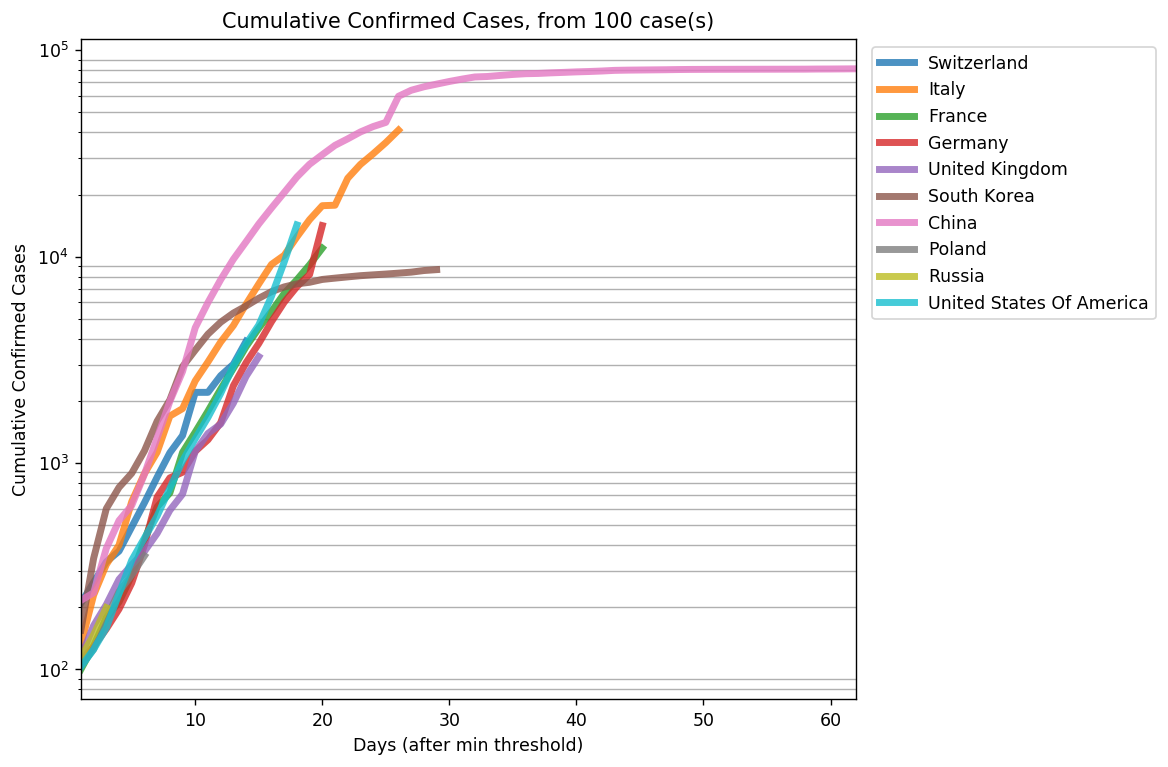 Cumulative Confirmed Cases, from 100 case(s)
10^5
10^4
10^3
10^2
Cumulative Confirmed Cases
10 20 30 40 50 60
Days (after min threshold)
Switzerland
Italy
France
Germany
United Kingdom
South Korea
China
Poland
Russia
United States Of America